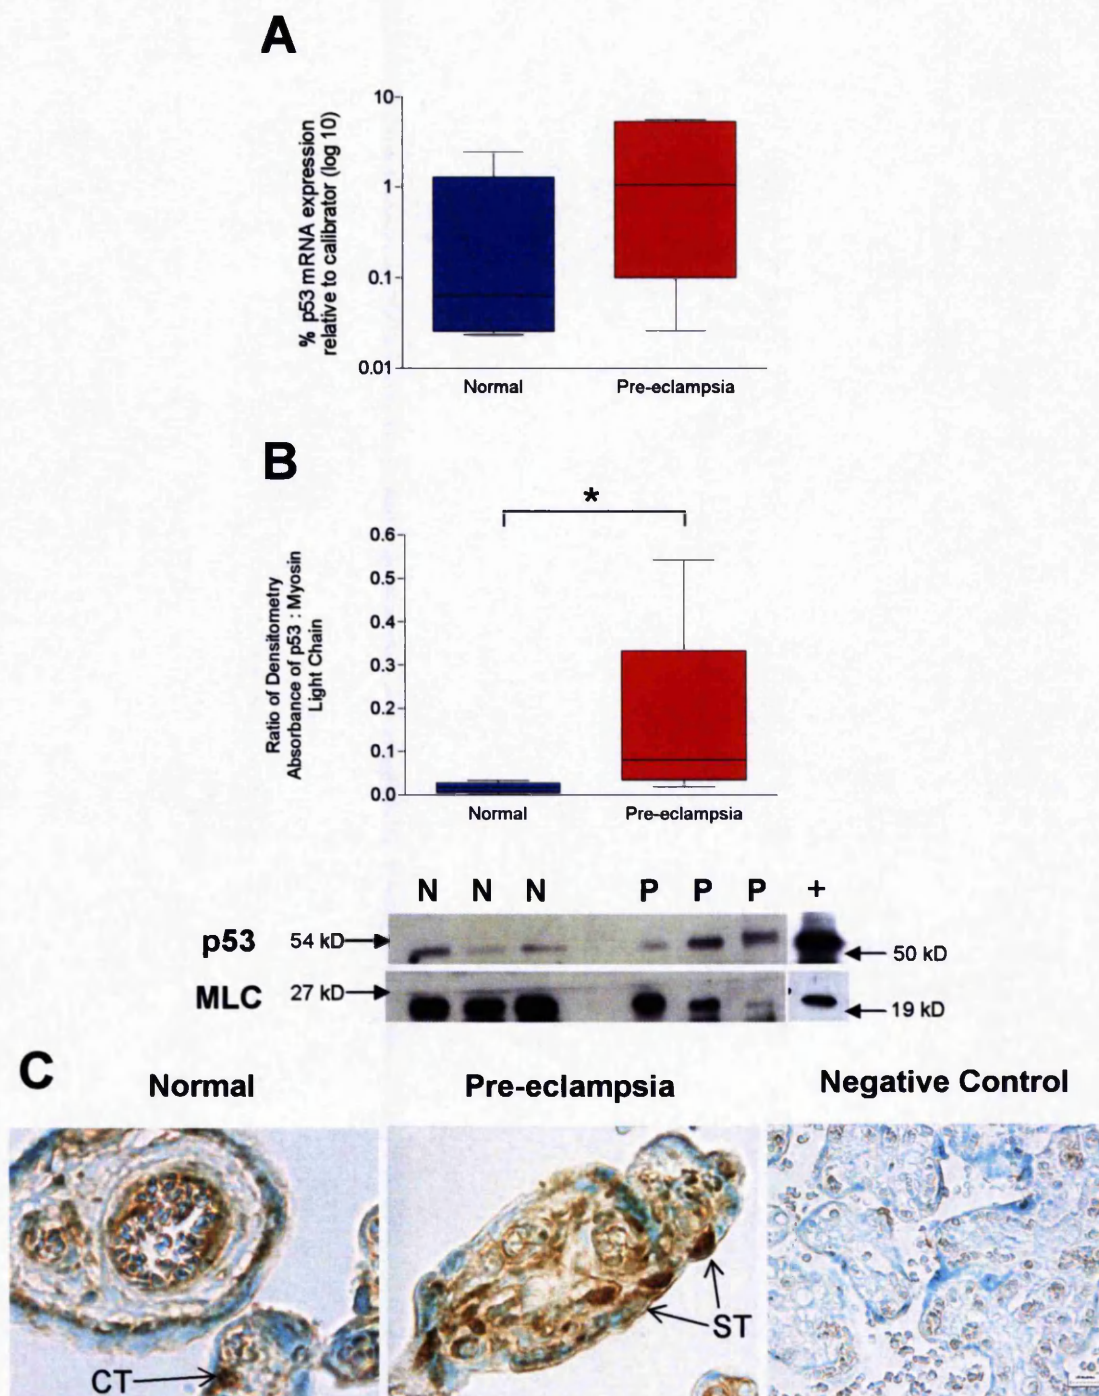 A
10
1
0.1
0.01
% p53 mRNA expression
relative to calibrator (log 10)
Normal
Pre-eclampsia
B
*
0.6
0.5
0.4
0.3
0.2
0.1
0.0
Ratio of Densitometry
Absorbance of p53 : Myosin
Light Chain
Normal
Pre-eclampsia
N N N P P P +
p53 54 kD 50 kD
MLC 27 kD 19 kD
C
Normal
Pre-eclampsia
Negative Control
CT
ST